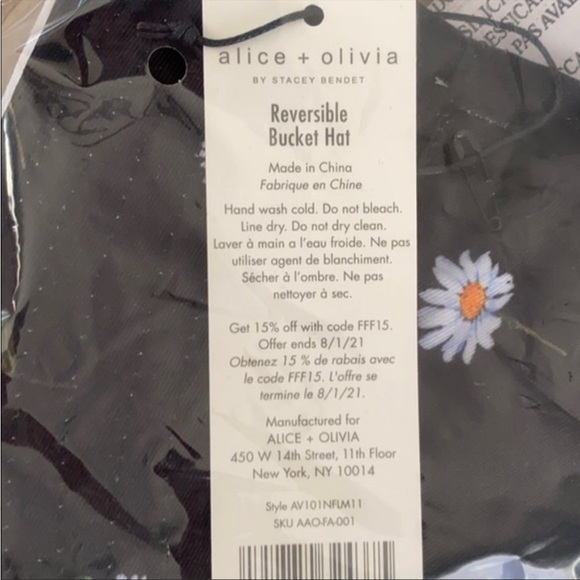 alice + olivia
BY STACEY BENDET
Reversible
Bucket Hat
Made in China
Fabrique en Chine
Hand wash cold. Do not bleach.
Line dry. Do not dry clean.
Laver à main a l'eau froide. Ne pas
utiliser agent de blanchiment.
Sécher à l'ombre. Ne pas
nettoyer à sec.
Get 15% off with code FFF15.
Offer ends 8/1/21
Obtenez 15 % de rabais avec
le code FFF15. L'offre se
termine le 8/1/21.
Manufactured for
ALICE + OLIVIA
450 W 14th Street, 11th Floor
New York, NY 10014
Style AV101NFLM11
SKU AAO-FA-001
PAS AVA